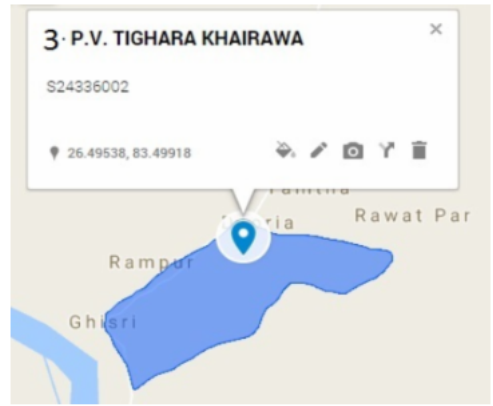 3. P.V. TIGHARA KHAIRAWA
S24336002
26.49538, 83.49918
Rawat Par
Rampur
Ghisri